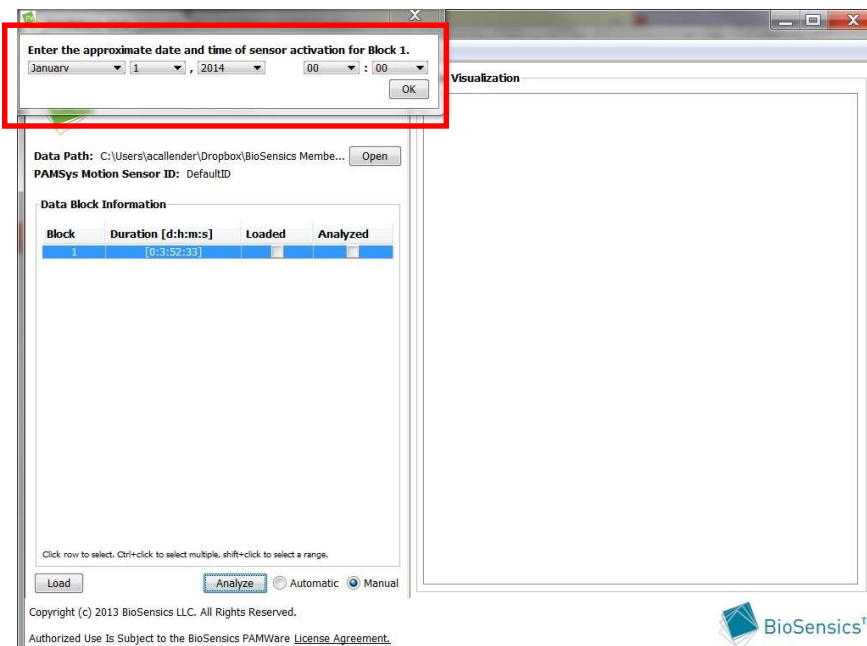 X
X
Enter the approximate date and time of sensor activation for Block 1.
January 1 , 2014 00 : 00
OK
Visualization
Data Path: C:\Users\acallender\Dropbox\BioSensics Membe... Open
PAMSys Motion Sensor ID: DefaultID
Data Block Information
Block Duration [d:h:m:s] Loaded Analyzed
1 [0:3:52:33]
Click row to select. Ctrl+click to select multiple, shift+click to select a range.
Load Analyze Automatic Manual
Copyright (c) 2013 BioSensics LLC. All Rights Reserved.
BioSensics
Authorized Use Is Subject to the BioSensics PAMWare License Agreement.